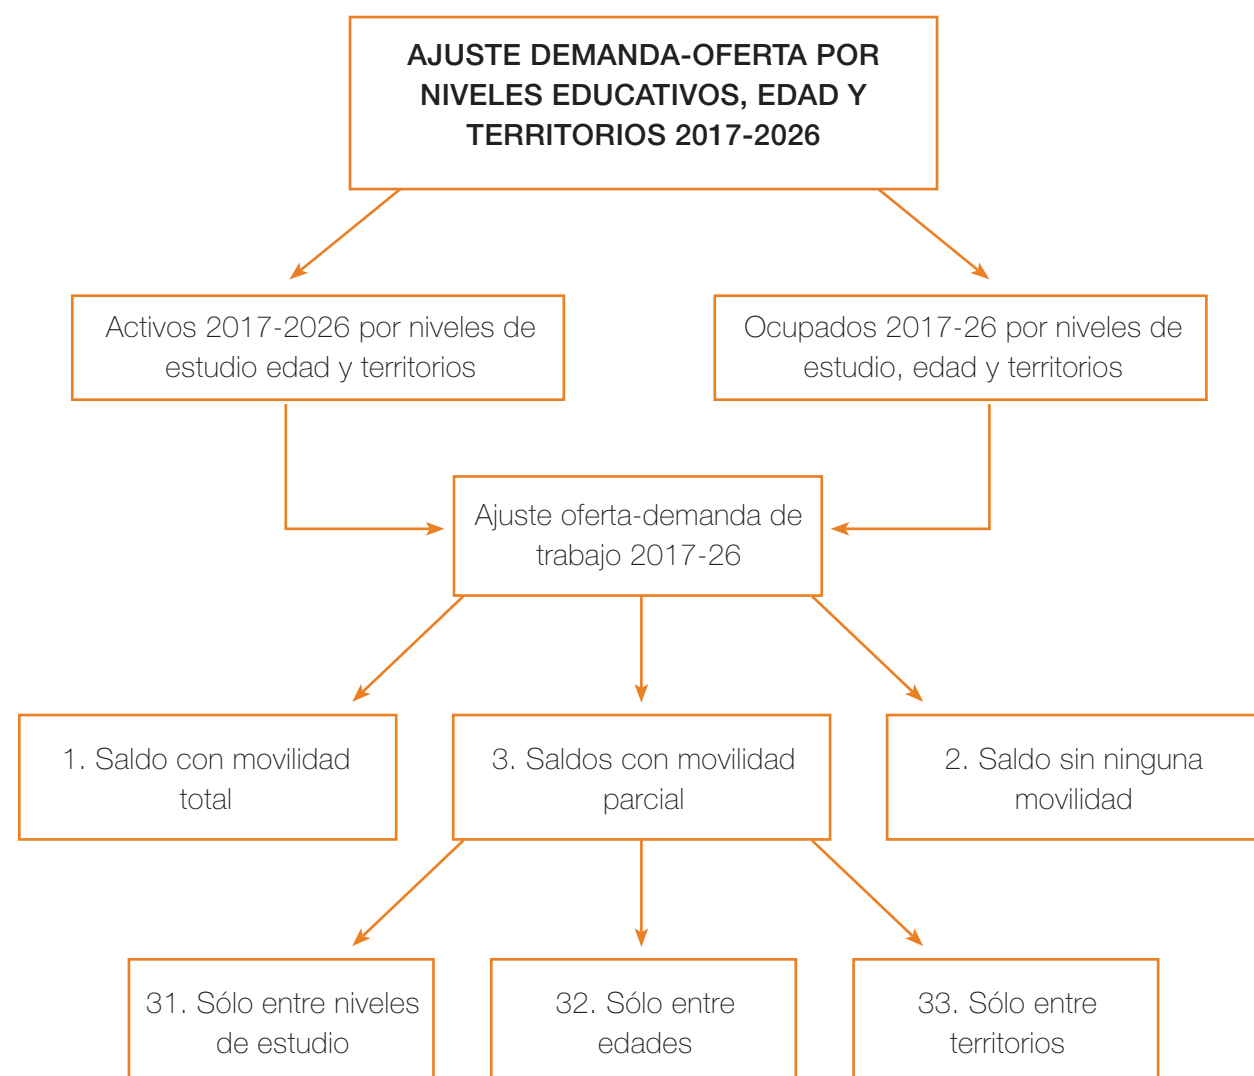 AJUSTE DEMANDA-OFERTA POR
NIVELES EDUCATIVOS, EDAD Y
TERRITORIOS 2017-2026
Activos 2017-2026 por niveles de
estudio edad y territorios
Ocupados 2017-26 por niveles de
estudio, edad y territorios
Ajuste oferta-demanda de
trabajo 2017-26
1. Saldo con movilidad
total
3. Saldos con movilidad
parcial
2. Saldo sin ninguna
movilidad
31. Sólo entre niveles
de estudio
32. Sólo entre
edades
33. Sólo entre
territorios